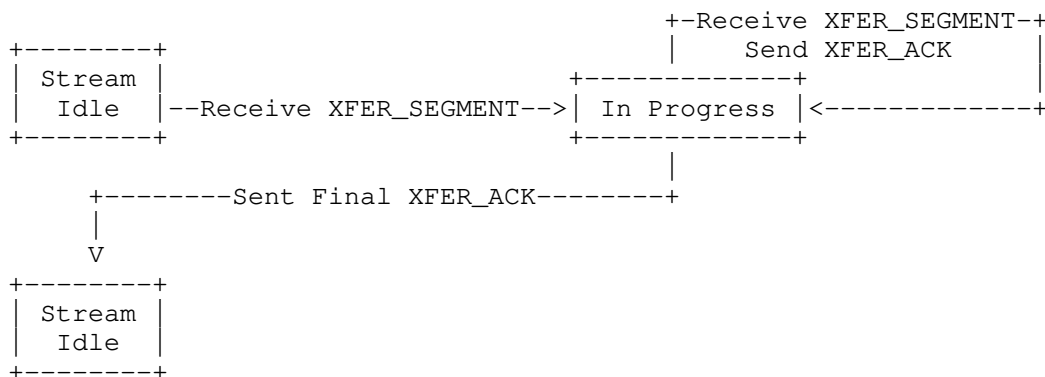 +-Receive XFER_SEGMENT-+
+--------+ | Send XFER_ACK |
| Stream | +-------------+ |
| Idle |--Receive XFER_SEGMENT-->| In Progress |<-------------+
+--------+ +-------------+
|
+--------Sent Final XFER_ACK--------+
|
V
+--------+
| Stream |
| Idle |
+--------+